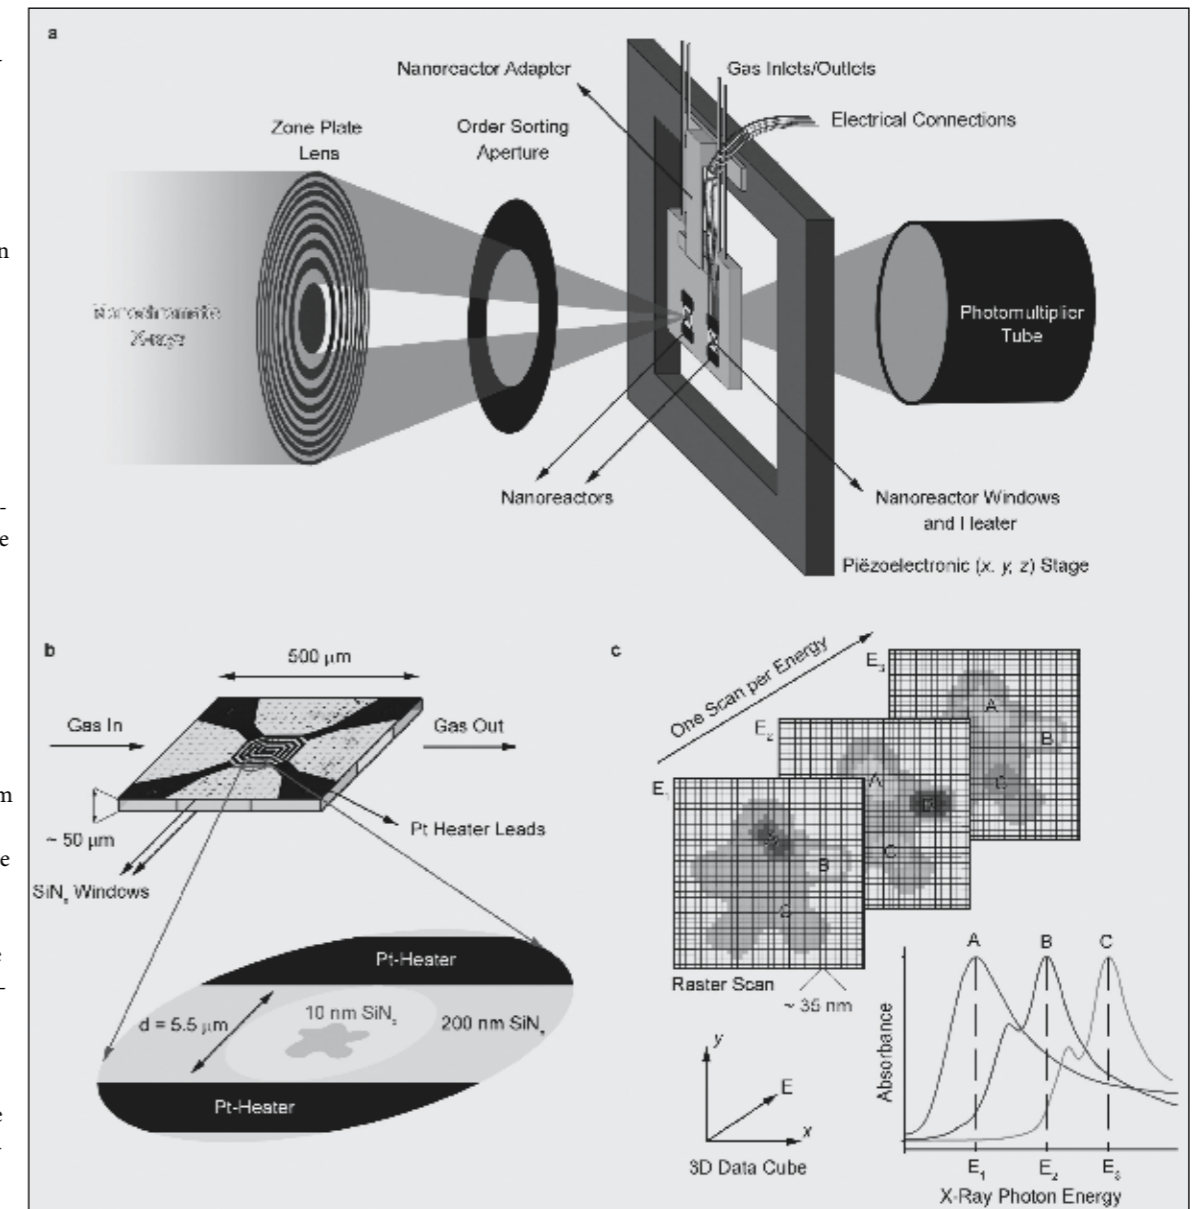 a
Nanoreactor Adapter
Gas Inlets/Outlets
Zone Plate
Lens
Order Sorting
Aperture
Electrical Connections
Monochromatic
X-rays
Photomultiplier
Tube
Nanoreactors
Nanoreactor Windows
and Heater
Piëzoelectronic (x, y, z) Stage
b
500 µm
Gas In
Gas Out
~ 50 µm
Pt Heater Leads
SiNx Windows
Pt-Heater
d = 5.5 µm
10 nm SiNx
200 nm SiNx
Pt-Heater
c
One Scan per Energy
E3
A
B
C
E2
A
B
C
E1
A
B
C
Raster Scan
~ 35 nm
y
E
x
3D Data Cube
A B C
Absorbance
E1 E2 E3
X-Ray Photon Energy
n
-
e
m
e
e
-
e